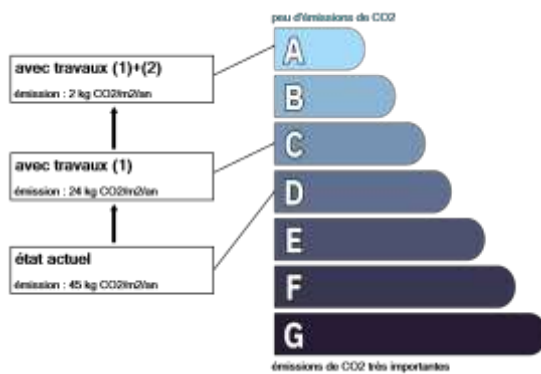 peu d'émissions de CO2
A
B
C
D
E
F
G
émissions de CO2 très importantes
avec travaux (1)+(2)
émission : 2 kg CO2/m2/an
avec travaux (1)
émission : 24 kg CO2/m2/an
état actuel
émission : 45 kg CO2/m2/an